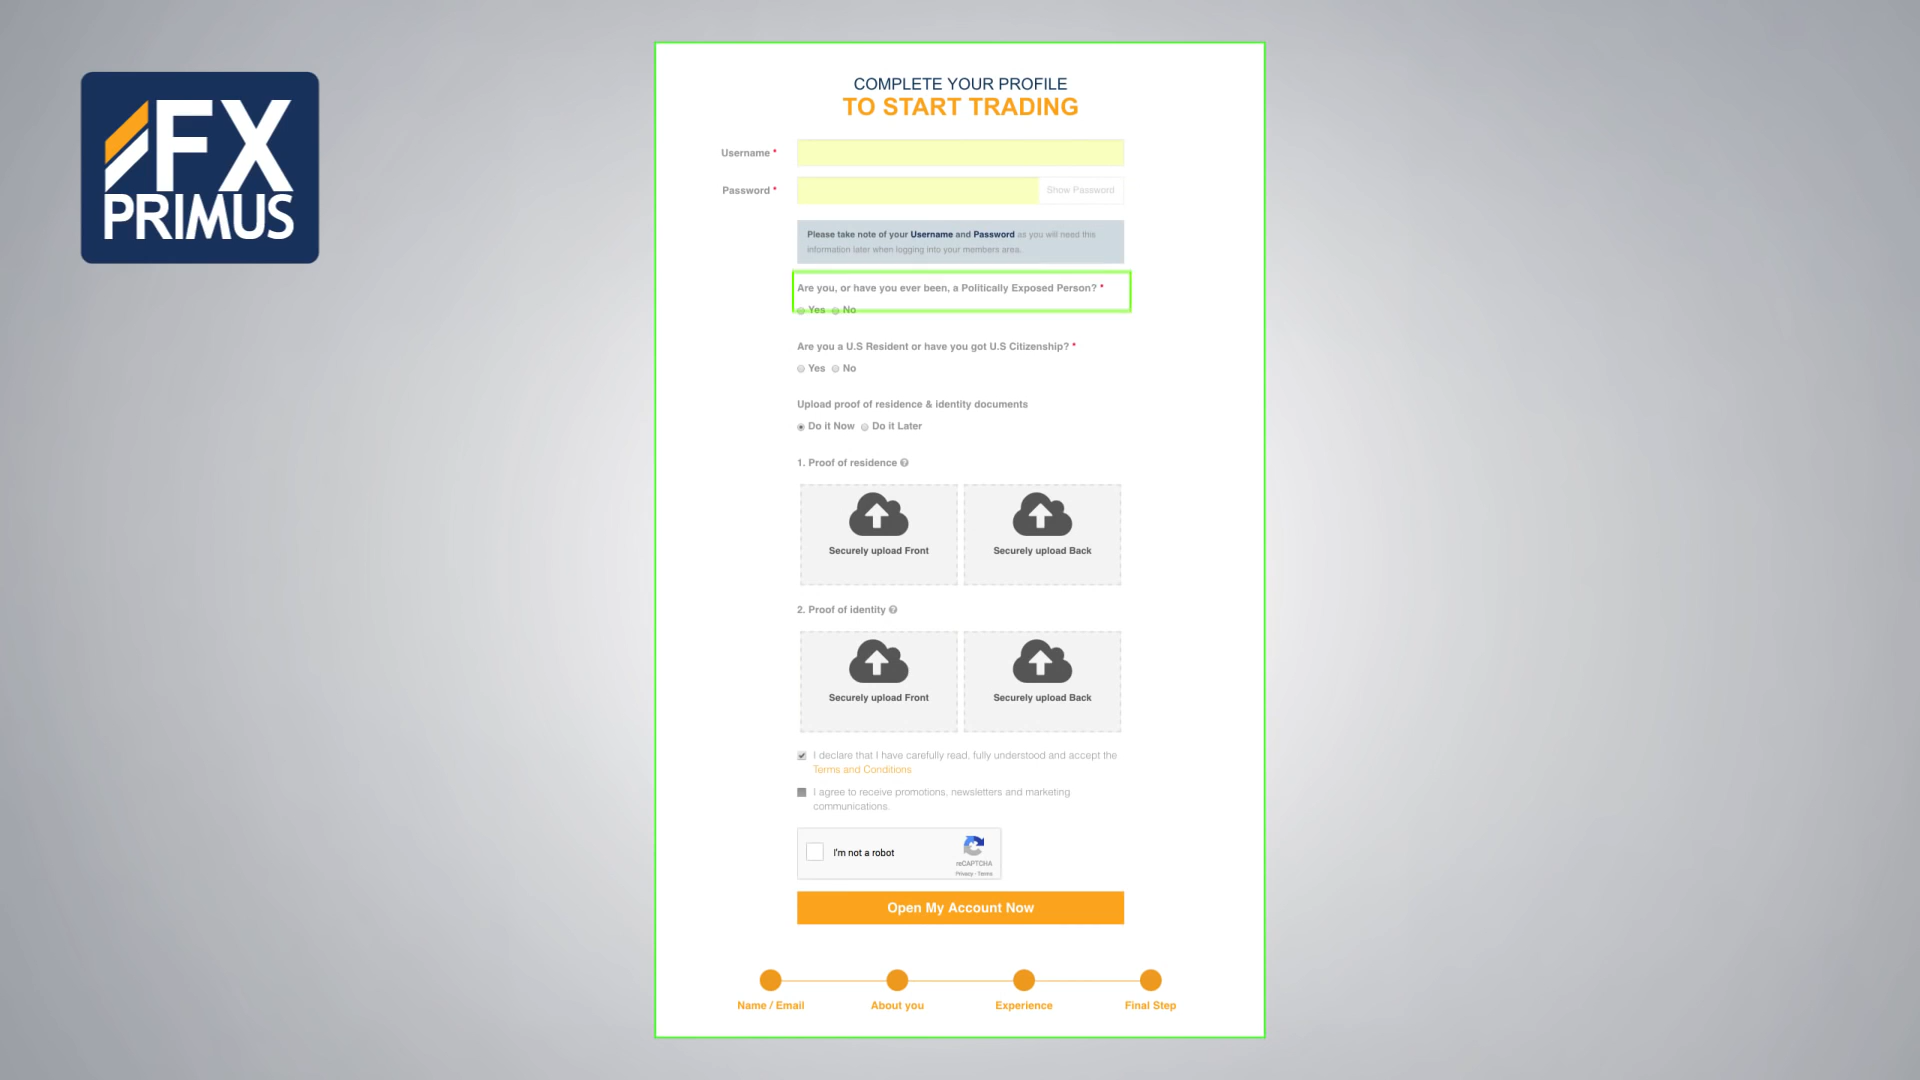 FX
PRIMUS
COMPLETE YOUR PROFILE
TO START TRADING
Username *
Password *
Show Password
Please take note of your Username and Password as you will need this
information later when logging into your members area.
Are you, or have you ever been, a Politically Exposed Person? *
Yes No
Are you a U.S Resident or have you got U.S Citizenship? *
Yes No
Upload proof of residence & identity documents
Do it Now Do it Later
1. Proof of residence ?
Securely upload Front
Securely upload Back
2. Proof of identity ?
Securely upload Front
Securely upload Back
I declare that I have carefully read, fully understood and accept the
Terms and Conditions
I agree to receive promotions, newsletters and marketing
communications.
I'm not a robot
reCAPTCHA
Privacy - Terms
Open My Account Now
Name / Email
About you
Experience
Final Step